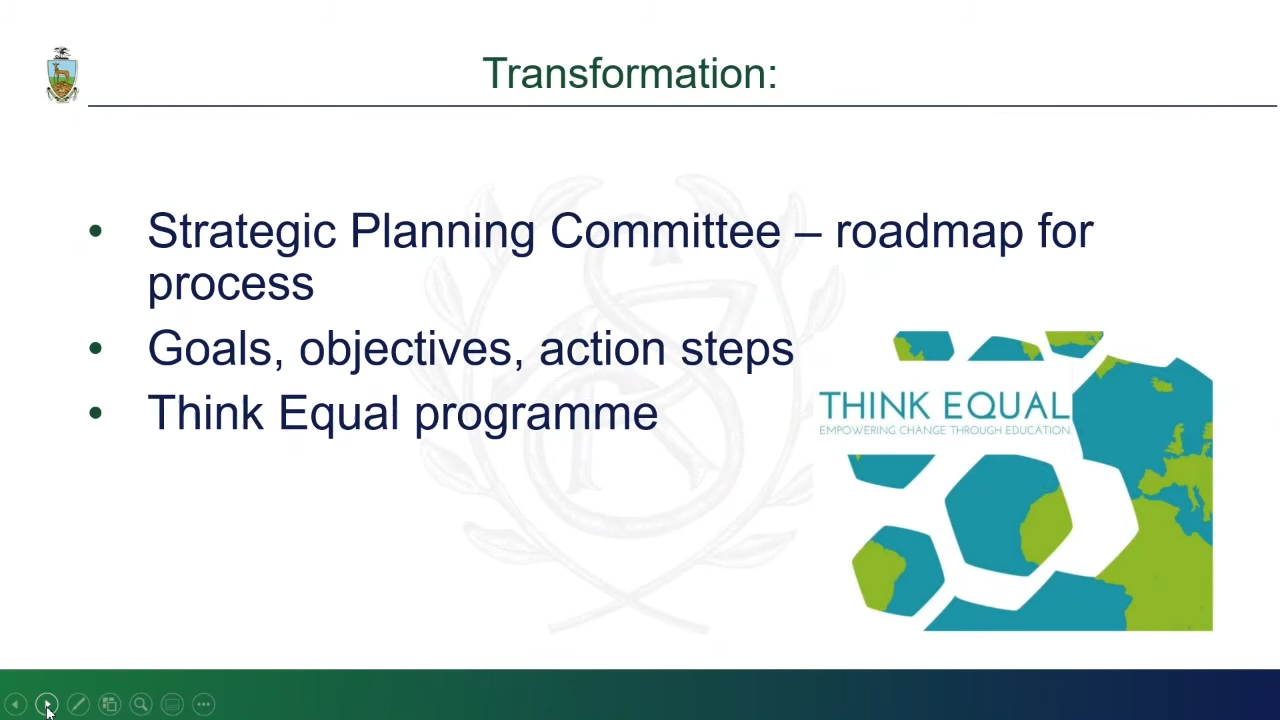 Transformation:
• Strategic Planning Committee – roadmap for
process
• Goals, objectives, action steps
• Think Equal programme
THINK EQUAL
EMPOWERING CHANGE THROUGH EDUCATION